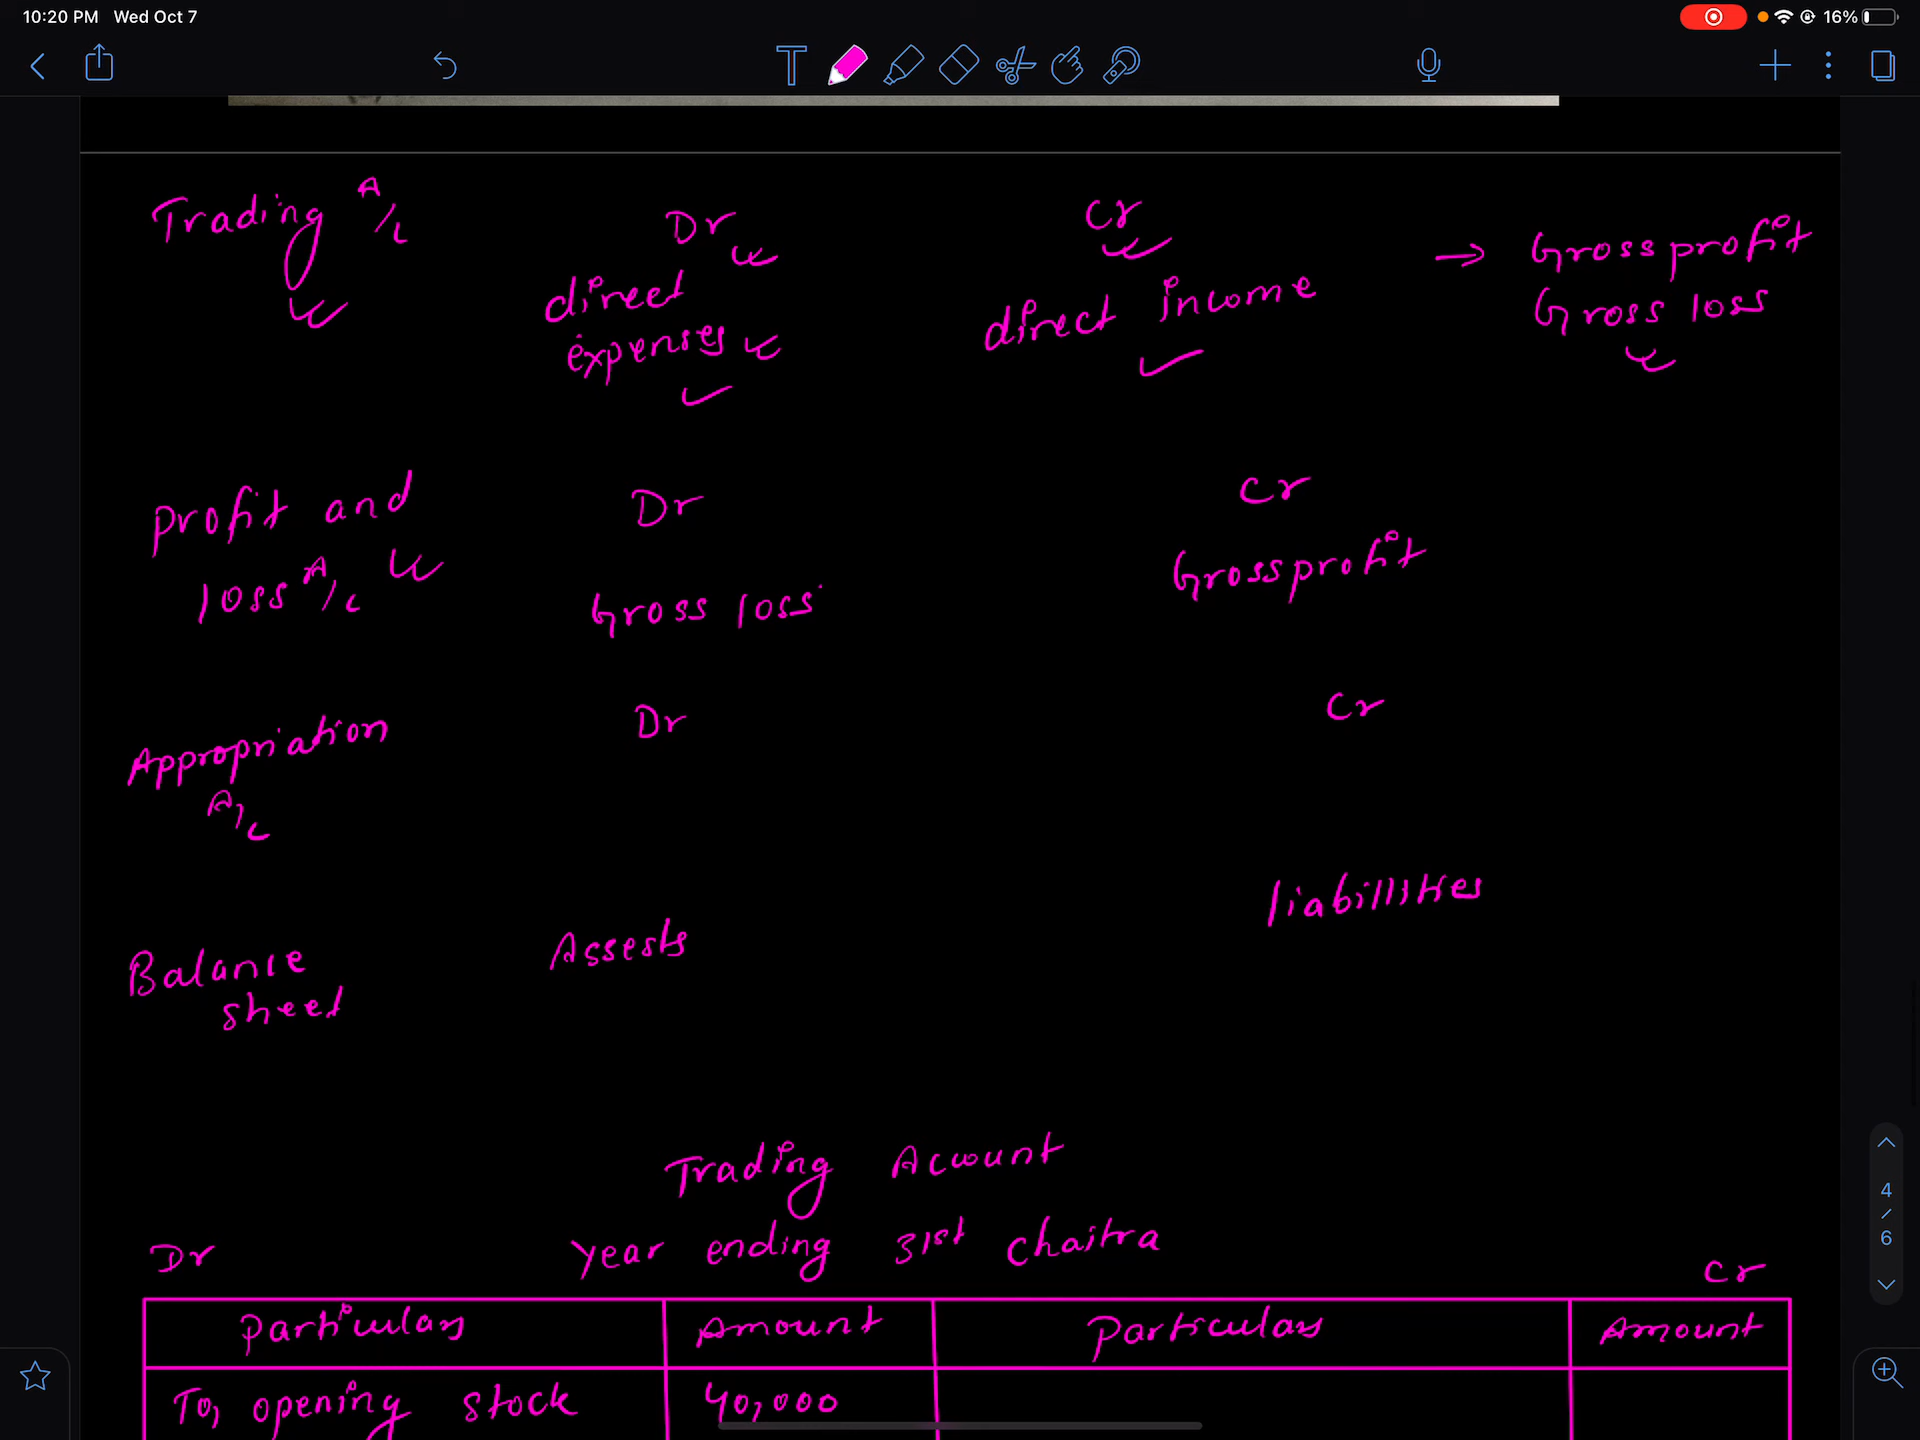 10:20 PM Wed Oct 7
16%
Trading A/c Dr Cr → Gross profit
direct direct income Gross loss
expenses
profit and Dr Cr
loss A/c Gross loss Gross profit
Appropriation Dr Cr
A/c
Balance Assests liabillities
sheet
Trading Account
Dr year ending 31st chaitra Cr
Particulars Amount Particulars Amount
To, opening stock 40,000
4
/
6